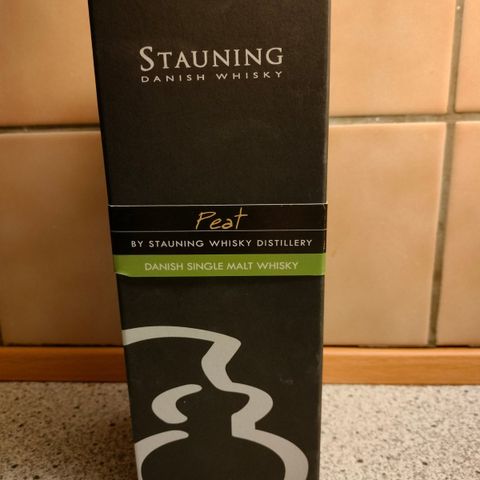 STAUNING
DANISH WHISKY
Peat
BY STAUNING WHISKY DISTILLERY
DANISH SINGLE MALT WHISKY